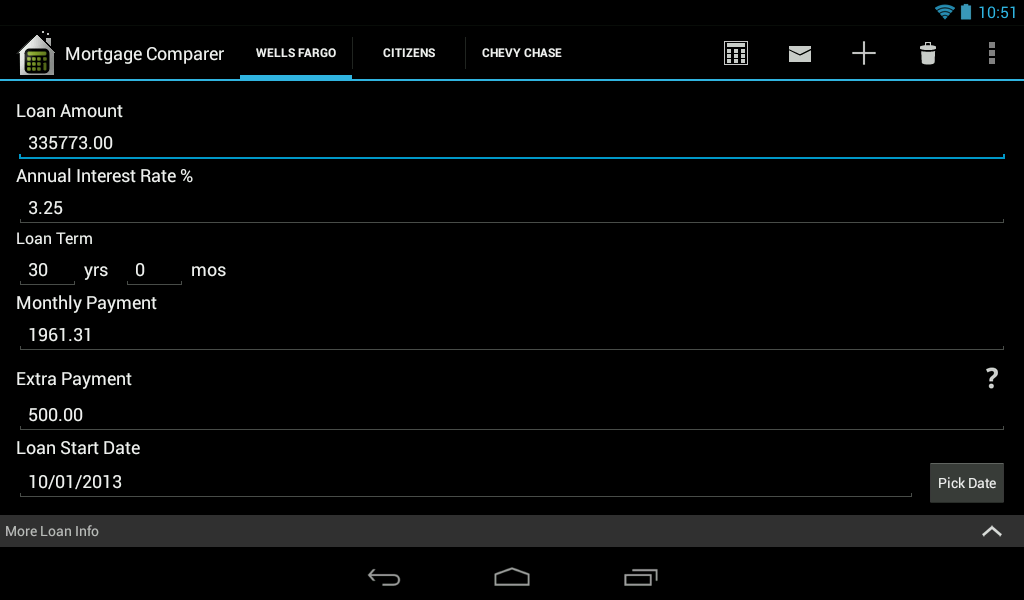 10:51
Mortgage Comparer WELLS FARGO CITIZENS CHEVY CHASE
Loan Amount
335773.00
Annual Interest Rate %
3.25
Loan Term
30 yrs 0 mos
Monthly Payment
1961.31
Extra Payment ?
500.00
Loan Start Date
10/01/2013 Pick Date
More Loan Info